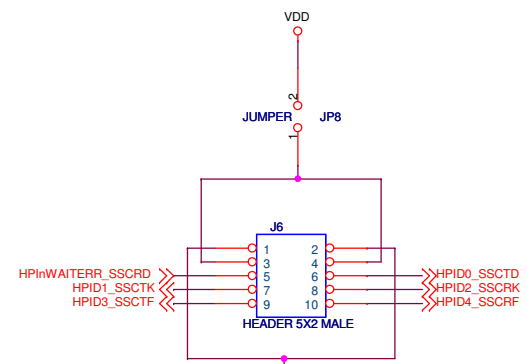 VDD
2
JUMPER JP8
1
J6
1 2
3 4
HPInWAITERR_SSCRD 5 6 HPID0_SSCTD
HPID1_SSCTK 7 8 HPID2_SSCRK
HPID3_SSCTF 9 10 HPID4_SSCRF
HEADER 5X2 MALE